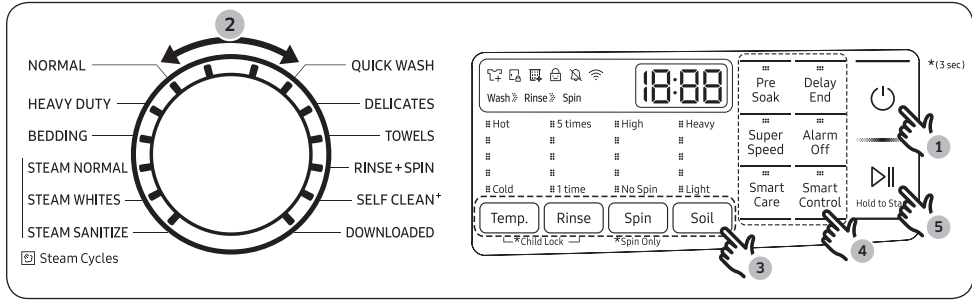 2
NORMAL
HEAVY DUTY
BEDDING
STEAM NORMAL
STEAM WHITES
STEAM SANITIZE
Steam Cycles
QUICK WASH
DELICATES
TOWELS
RINSE+SPIN
SELF CLEAN+
DOWNLOADED
Wash» Rinse» Spin
18:88
Hot 5 times High Heavy
Cold 1 time No Spin Light
Temp. Rinse Spin Soil
*Child Lock *Spin Only
3
Pre Delay
Soak End
Super Alarm
Speed Off
Smart Smart
Care Control
4
*(3 sec)
1
Hold to Sta
5